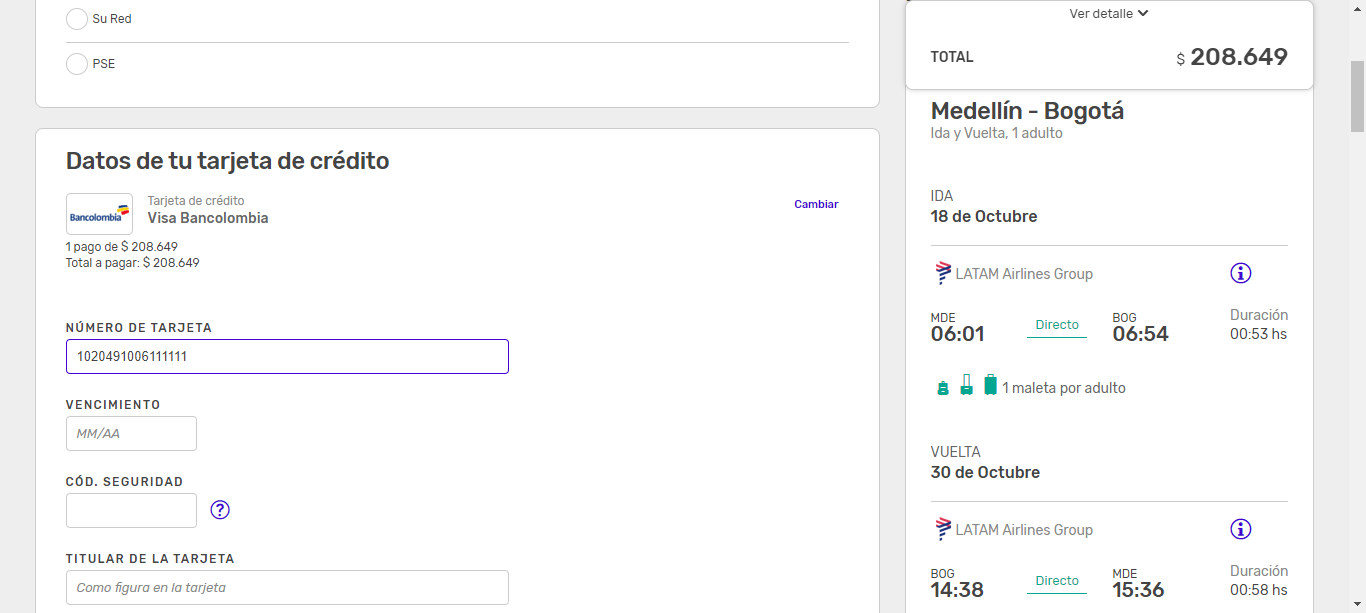 Su Red
PSE
Datos de tu tarjeta de crédito
Bancolombia
Tarjeta de crédito
Visa Bancolombia
Cambiar
1 pago de $ 208.649
Total a pagar: $ 208.649
NÚMERO DE TARJETA
1020491006111111
VENCIMIENTO
MM/AA
CÓD. SEGURIDAD
?
TITULAR DE LA TARJETA
Como figura en la tarjeta
Ver detalle
TOTAL $ 208.649
Medellín - Bogotá
Ida y Vuelta, 1 adulto
IDA
18 de Octubre
LATAM Airlines Group
MDE
06:01
Directo
BOG
06:54
Duración
00:53 hs
1 maleta por adulto
VUELTA
30 de Octubre
LATAM Airlines Group
BOG
14:38
Directo
MDE
15:36
Duración
00:58 hs